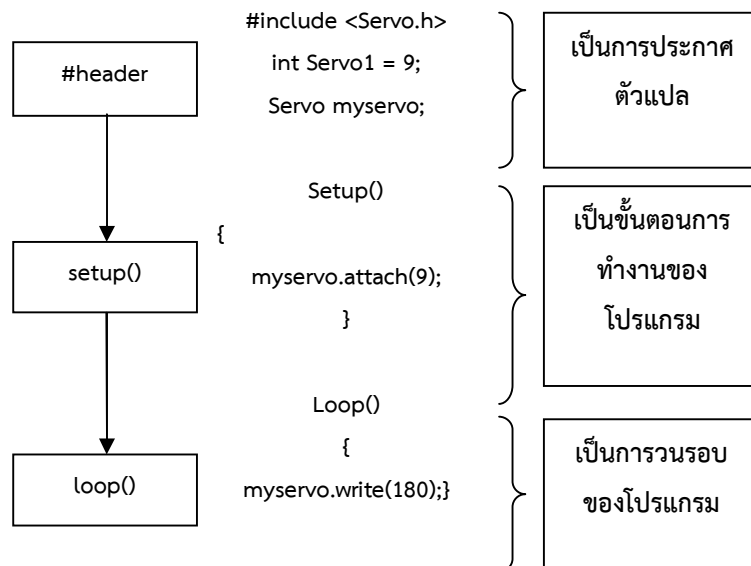 #header
#include <Servo.h>
int Servo1 = 9;
Servo myservo;
เป็นการประกาศ
ตัวแปล
setup()
Setup()
{
myservo.attach(9);
}
เป็นขั้นตอนการ
ทำงานของ
โปรแกรม
loop()
Loop()
{
myservo.write(180);}
เป็นการวนรอบ
ของโปรแกรม